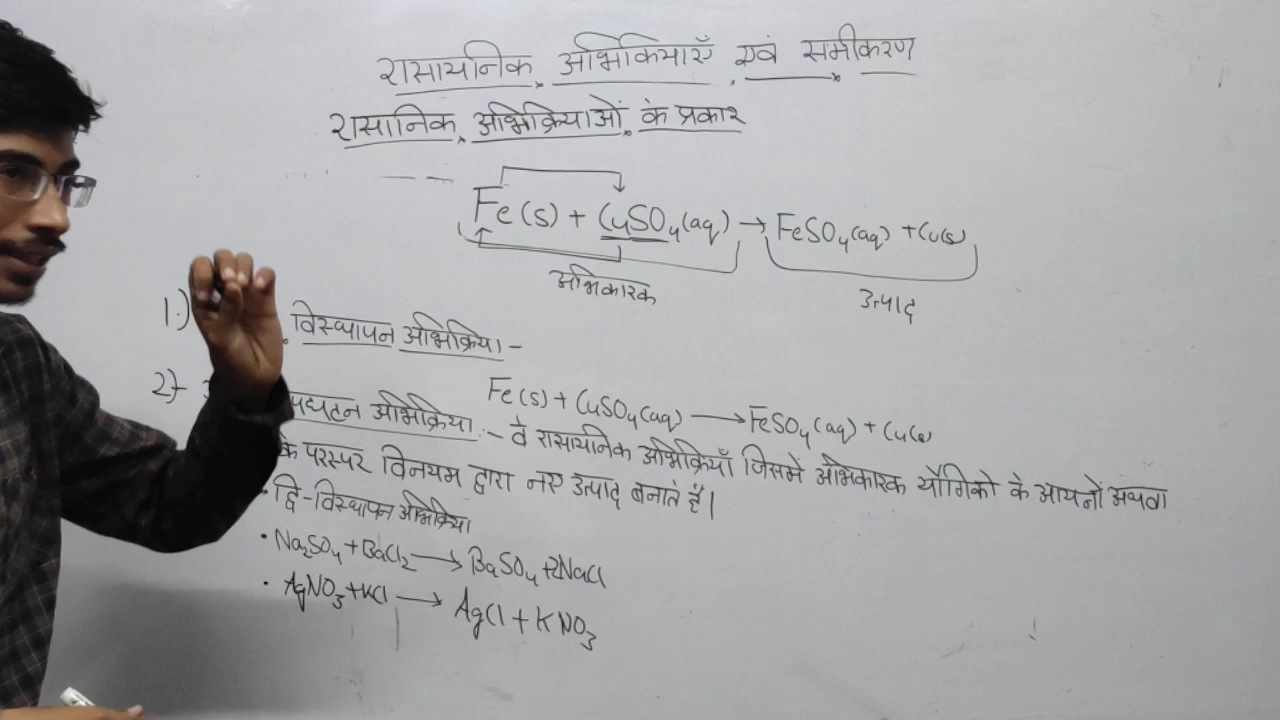 रासायनिक अभिकियाएँ एवं समीकरण
रासानिक अभिक्रियाओं के प्रकार
Fe(s) + CuSO₄(aq) → FeSO₄(aq) + Cu(s)
अभिकारक उत्पाद
1.) विस्थापन अभिक्रिया -
Fe(s) + CuSO₄(aq) → FeSO₄(aq) + Cu(s)
2)- अभिक्रिया :- वे रासायनिक अभिक्रियाँ जिसमें अभिकारक यौगिको के आयनों अथवा
के परस्पर विनयम द्वारा नए उत्पाद बनाते हैं।
द्वि-विस्थापन अभिक्रिया
• Na₂SO₄ + BaCl₂ → BaSO₄ + 2NaCl
• AgNO₃ + KCl → AgCl + KNO₃